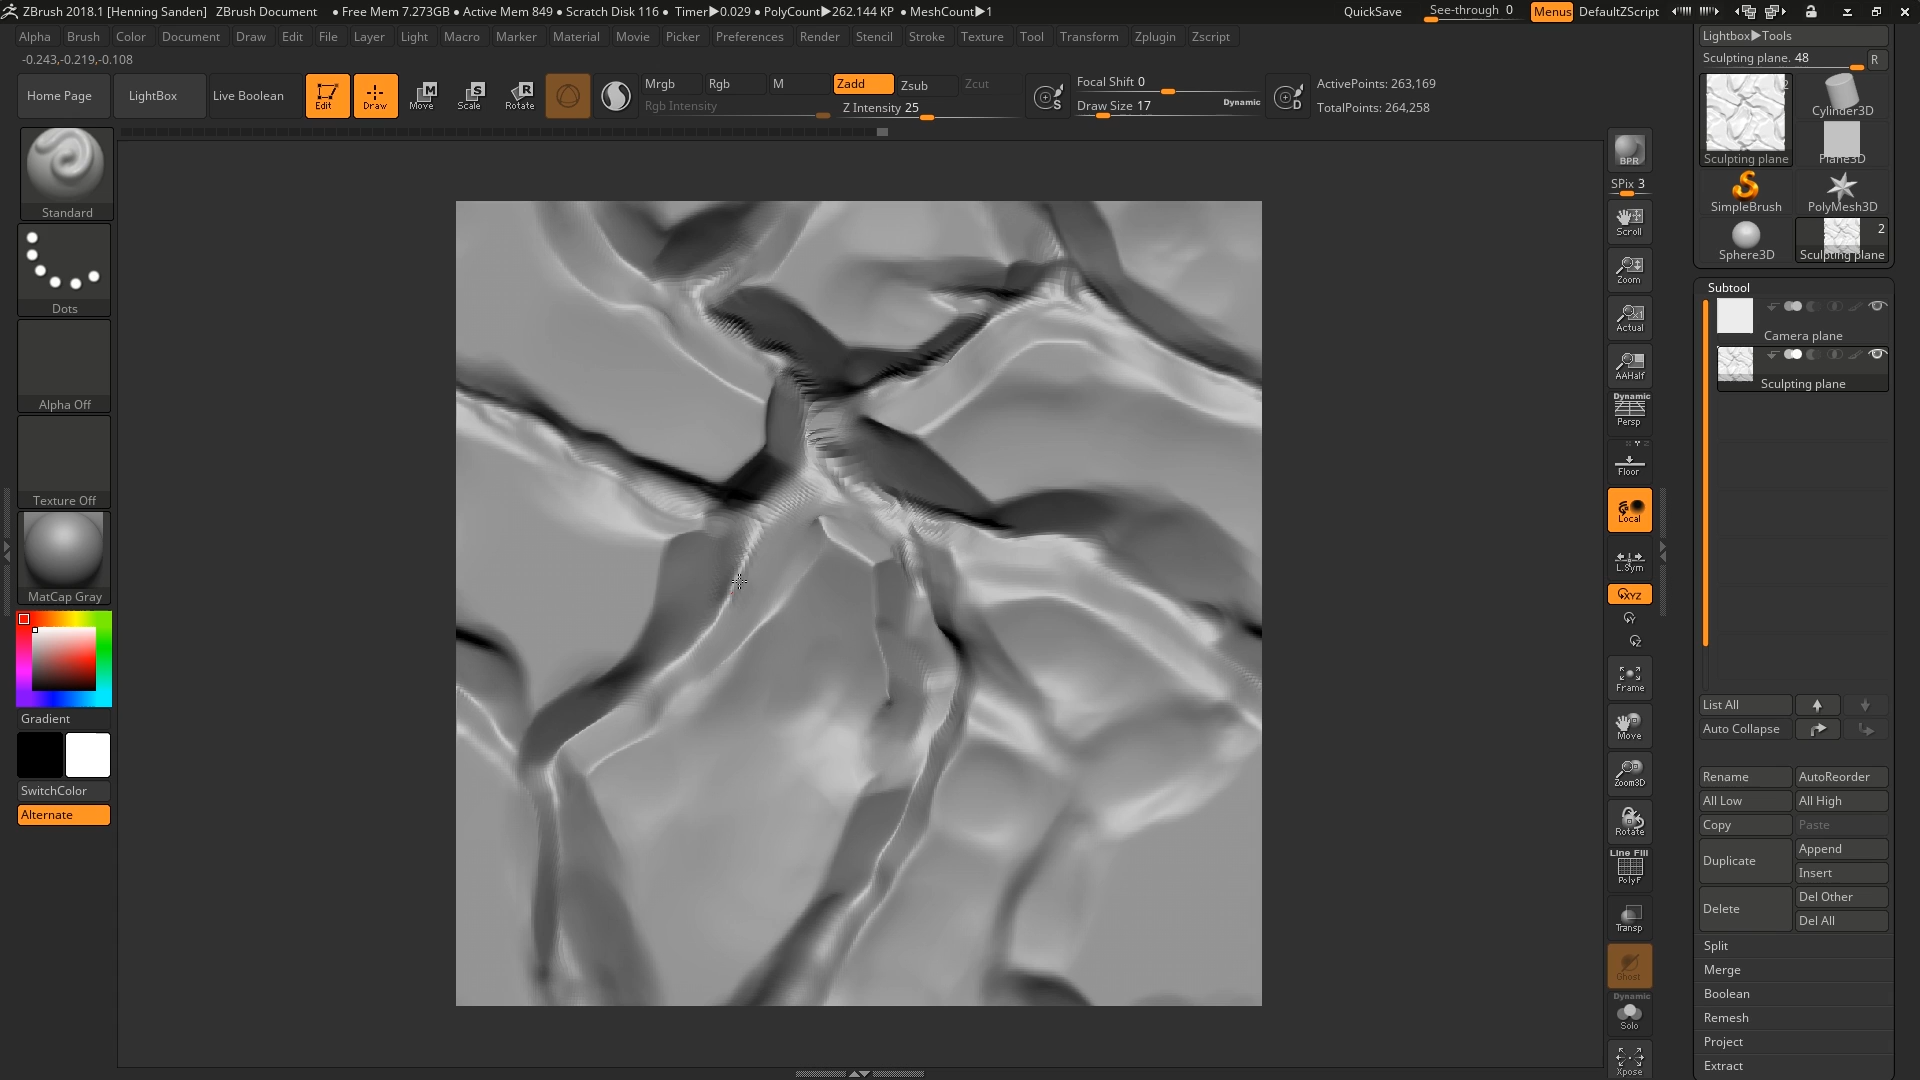 ZBrush 2018.1 [Henning Sanden] ZBrush Document • Free Mem 7.273GB • Active Mem 849 • Scratch Disk 116 • Timer▶0.029 • PolyCount▶262.144 KP • MeshCount▶1 QuickSave See-through 0 Menus DefaultZScript
Alpha Brush Color Document Draw Edit File Layer Light Macro Marker Material Movie Picker Preferences Render Stencil Stroke Texture Tool Transform Zplugin Zscript
-0.243,-0.219,-0.108
Home Page LightBox Live Boolean Edit Draw Move Scale Rotate
Mrgb Rgb M Zadd Zsub Zcut
Rgb Intensity Z Intensity 25
S Focal Shift 0
Draw Size 17 Dynamic D
ActivePoints: 263,169
TotalPoints: 264,258
Standard
Dots
Alpha Off
Texture Off
MatCap Gray
Gradient
SwitchColor
Alternate
BPR
SPix 3
Scroll
Zoom
Actual
AAHalf
Dynamic
Persp
Floor
Local
L.Sym
XYZ
Y
Z
Frame
Move
Zoom3D
Rotate
Line Fill
PolyF
Transp
Ghost
Dynamic
Solo
Xpose
Lightbox▶Tools
Sculpting plane. 48 R
2
Sculpting plane
Cylinder3D
Plane3D
SimpleBrush PolyMesh3D
2
Sphere3D Sculpting plane
Subtool
Camera plane
Sculpting plane
List All
Auto Collapse
Rename AutoReorder
All Low All High
Copy Paste
Duplicate Append
Insert
Delete Del Other
Del All
Split
Merge
Boolean
Remesh
Project
Extract